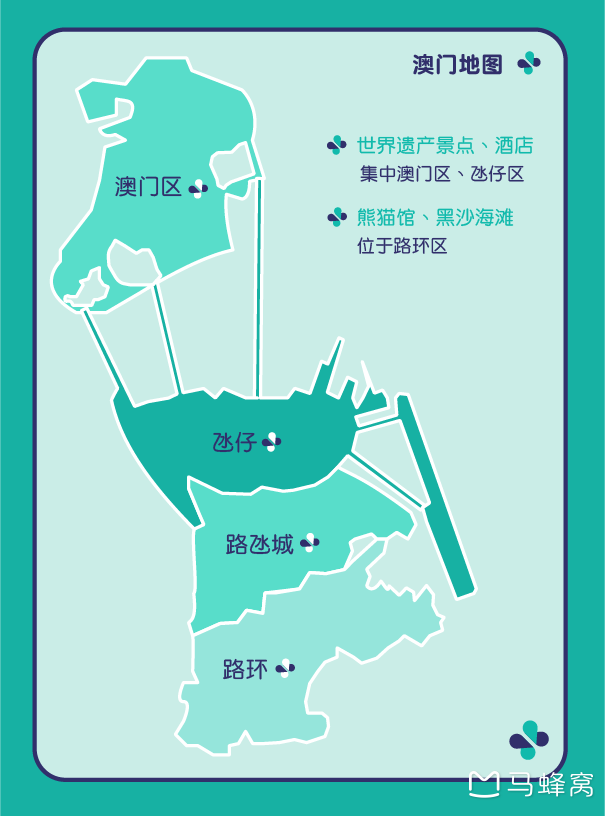 澳门地图
世界遗产景点、酒店
集中澳门区、氹仔区
熊猫馆、黑沙海滩
位于路环区
澳门区
氹仔
路氹城
路环
马蜂窝